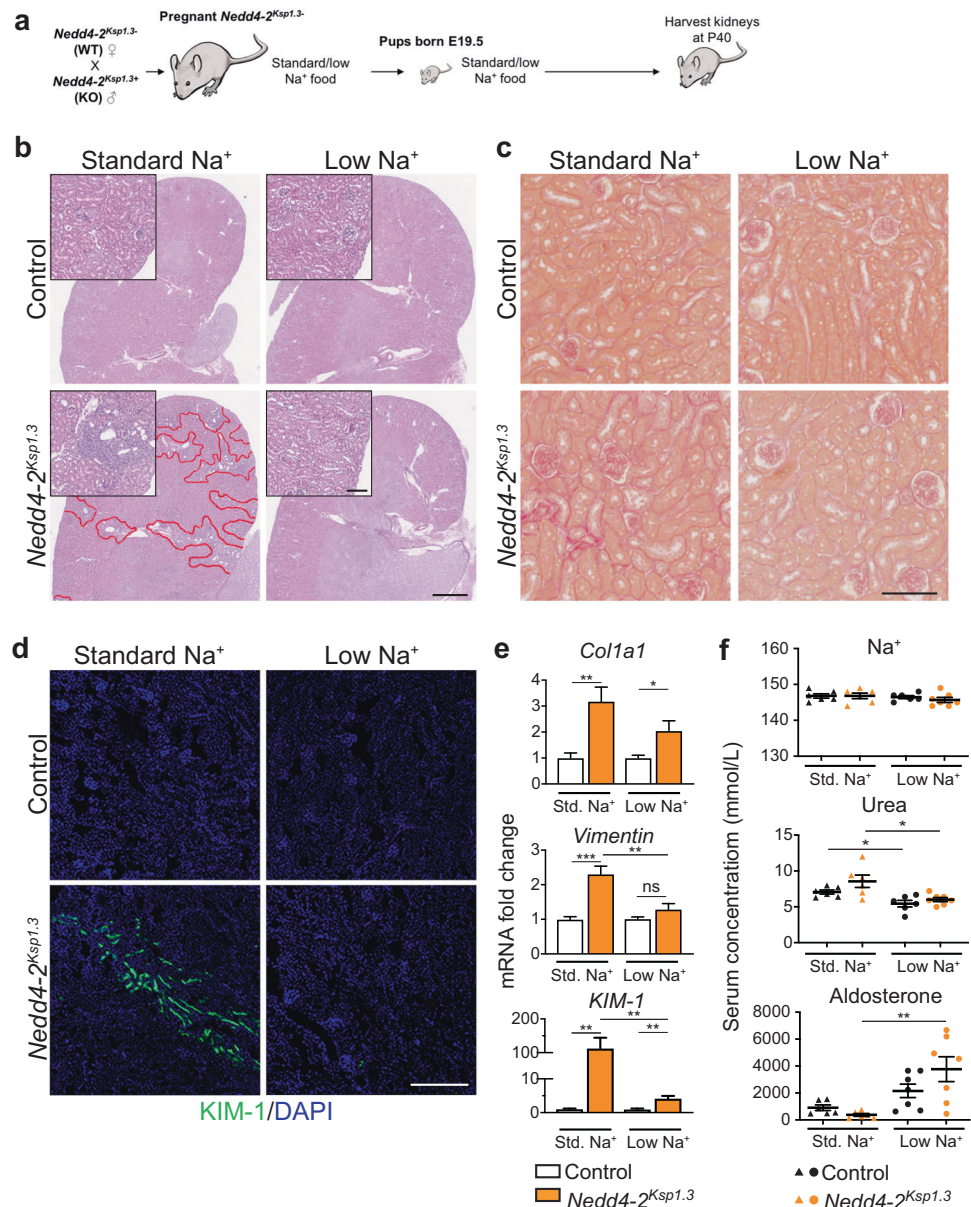 a
Nedd4-2Ksp1.3-
(WT) ♀
X
Nedd4-2Ksp1.3+
(KO) ♂
Pregnant Nedd4-2Ksp1.3-
Standard/low
Na+ food
Pups born E19.5
Standard/low
Na+ food
Harvest kidneys
at P40
b
Standard Na+ Low Na+
Control
Nedd4-2Ksp1.3
c
Standard Na+ Low Na+
Control
Nedd4-2Ksp1.3
d
Standard Na+ Low Na+
Control
Nedd4-2Ksp1.3
KIM-1/DAPI
e
mRNA fold change
Col1a1
4
3
2
1
0
** *
Std. Na+ Low Na+
Vimentin
3
2
1
0
*** ** ns
Std. Na+ Low Na+
KIM-1
200
100
50
25
0
** ** **
Std. Na+ Low Na+
Control
Nedd4-2Ksp1.3
f
Serum concentratiom (mmol/L)
Na+
160
150
140
130
Std. Na+ Low Na+
Urea
15
10
5
0
* *
Std. Na+ Low Na+
Aldosterone
8000
6000
4000
2000
0
**
Std. Na+ Low Na+
Control
Nedd4-2Ksp1.3